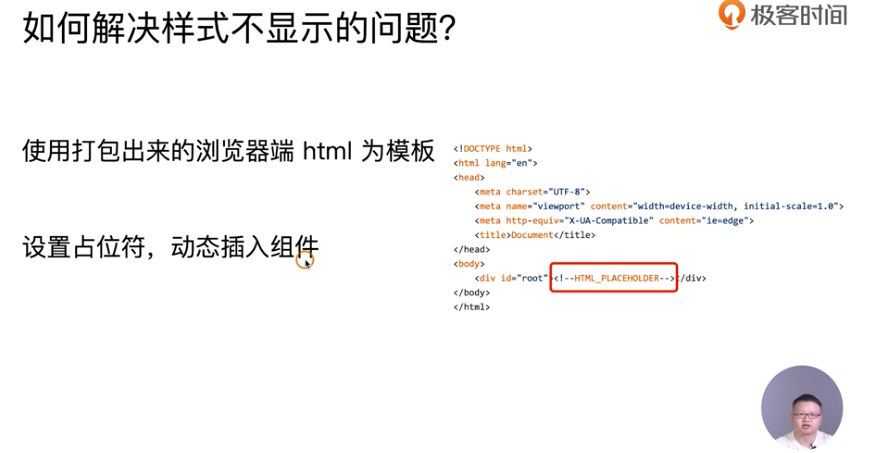 如何解决样式不显示的问题?
极客时间
使用打包出来的浏览器端 html 为模板
设置占位符，动态插入组件
<!DOCTYPE html>
<html lang="en">
<head>
    <meta charset="UTF-8">
    <meta name="viewport" content="width=device-width, initial-scale=1.0">
    <meta http-equiv="X-UA-Compatible" content="ie=edge">
    <title>Document</title>
</head>
<body>
    <div id="root"><!--HTML_PLACEHOLDER--></div>
</body>
</html>